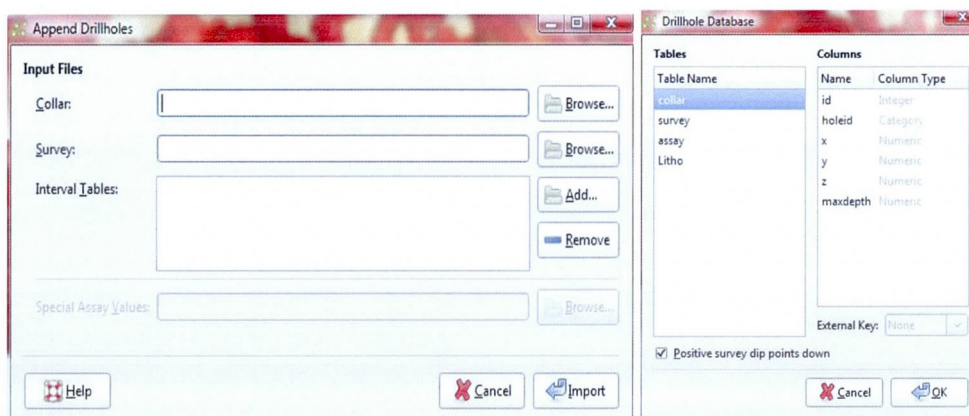 Append Drillholes
Input Files
Collar:
Browse...
Survey:
Browse...
Interval Tables:
Add...
Remove
Special Assay Values:
Browse...
Help
Cancel
Import
Drillhole Database
Tables
Table Name
collar
survey
assay
Litho
Columns
Name Column Type
id Integer
holeid Category
x Numeric
y Numeric
z Numeric
maxdepth Numeric
External Key: None
Positive survey dip points down
Cancel
OK